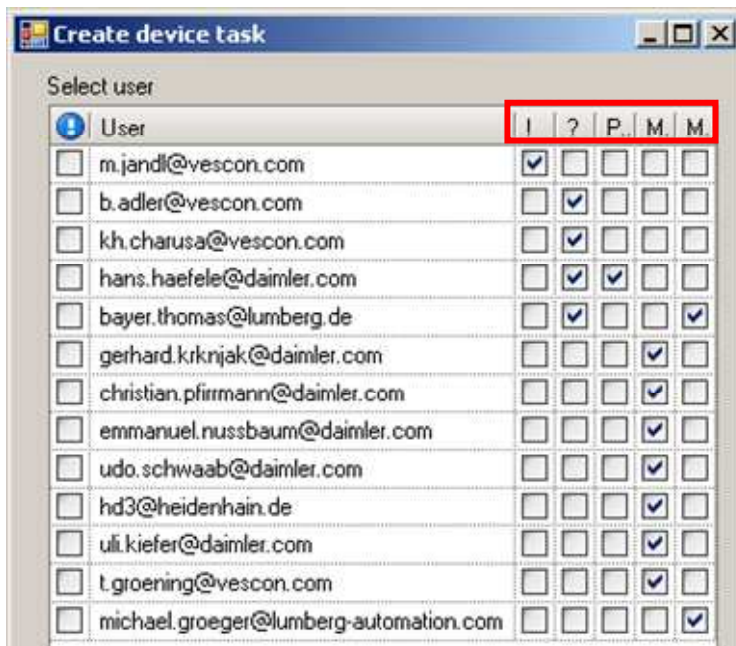 Create device task
Select user
User ! ? P.. M. M.
m.jandl@vescon.com
b.adler@vescon.com
kh.charusa@vescon.com
hans.haefele@daimler.com
bayer.thomas@lumberg.de
gerhard.krknjak@daimler.com
christian.pfirrmann@daimler.com
emmanuel.nussbaum@daimler.com
udo.schwaab@daimler.com
hd3@heidenhain.de
uli.kiefer@daimler.com
t.groening@vescon.com
michael.groeger@lumberg-automation.com